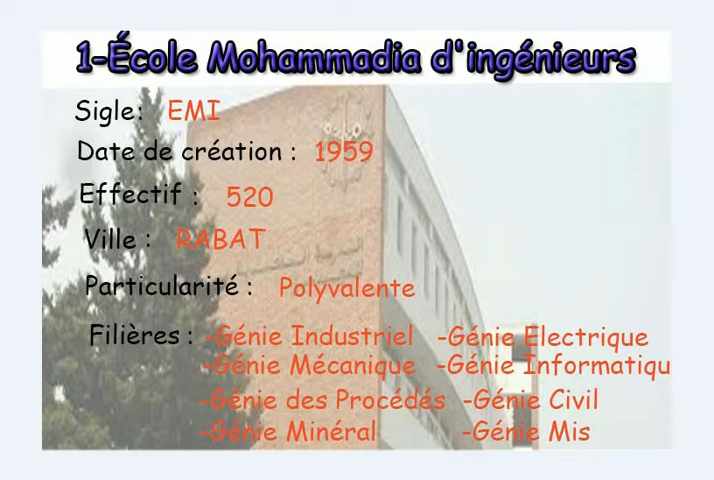 1-École Mohammadia d'ingénieurs
Sigle: EMI
Date de création : 1959
Effectif : 520
Ville : RABAT
Particularité : Polyvalente
Filières : -Génie Industriel -Génie Electrique
-Génie Mécanique -Génie Informatiqu
-Génie des Procédés -Génie Civil
-Génie Minéral -Génie Mis